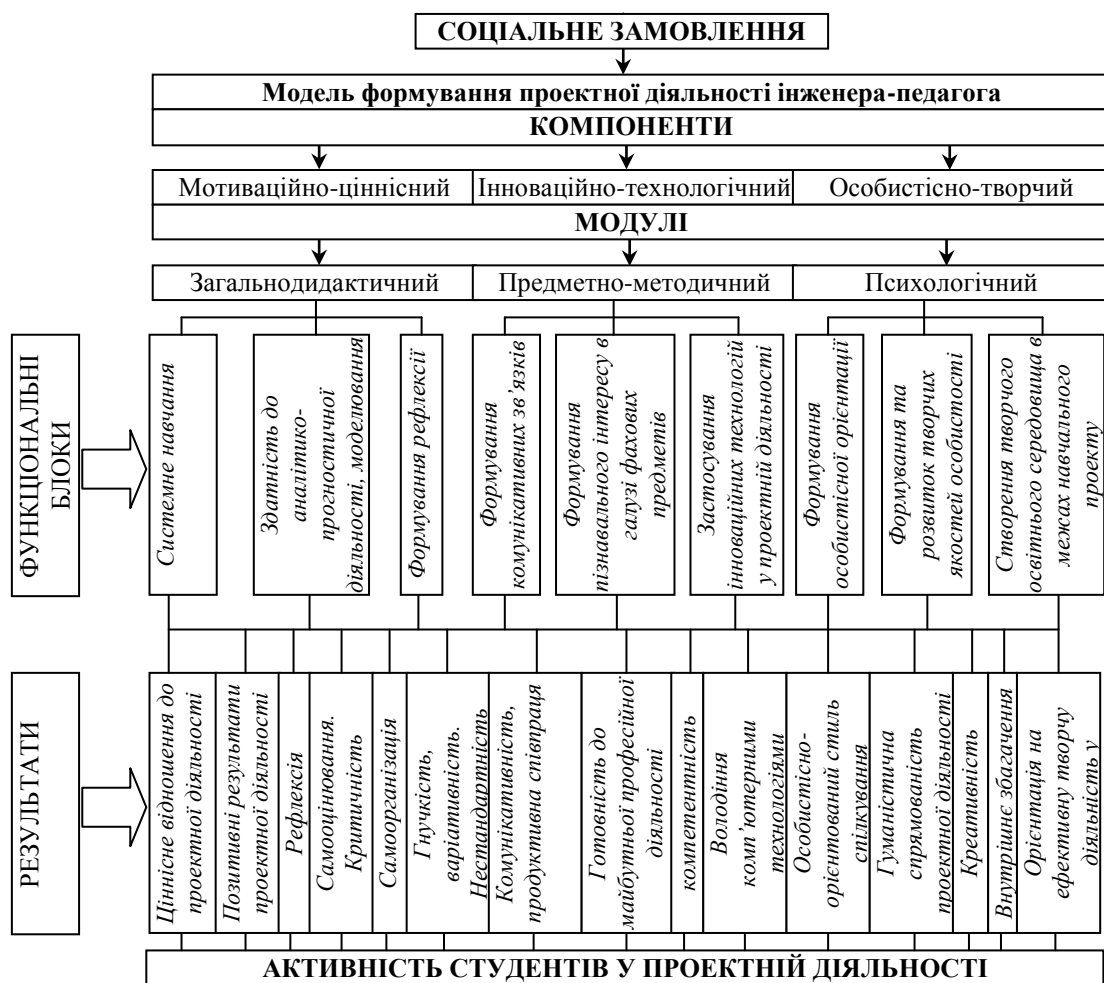 СОЦІАЛЬНЕ ЗАМОВЛЕННЯ
Модель формування проектної діяльності інженера-педагога
КОМПОНЕНТИ
Мотиваційно-ціннісний
Інноваційно-технологічний
Особистісно-творчий
МОДУЛІ
Загальнодидактичний
Предметно-методичний
Психологічний
ФУНКЦІОНАЛЬНІ
БЛОКИ
Системне навчання
Здатність до
аналітико-
прогностичної
діяльності, моделювання
Формування рефлексії
Формування
комунікативних зв’язків
Формування
пізнавального інтересу в
галузі фахових
предметів
Застосування
інноваційних технологій
у проектній діяльності
Формування
особистісної орієнтації
Формування та
розвиток творчих
якостей особистості
Створення творчого
освітнього середовища в
межах навчального
проекту
РЕЗУЛЬТАТИ
Ціннісне відношення до
проектної діяльності
Позитивні результати
проектної діяльності
Рефлексія
Самооцінювання.
Критичність
Самоорганізація
Гнучкість,
варіативність.
Нестандартність
Комунікативність,
продуктивна співпраця
Готовність до
майбутньої професійної
діяльності
компетентність
Володіння
комп’ютерними
технологіями
Особистісно-
орієнтований стиль
спілкування
Гуманістична
спрямованість
проектної діяльності
Креативність
Внутрішнє збагачення
Орієнтація на
ефективну творчу
діяльність у
АКТИВНІСТЬ СТУДЕНТІВ У ПРОЕКТНІЙ ДІЯЛЬНОСТІ